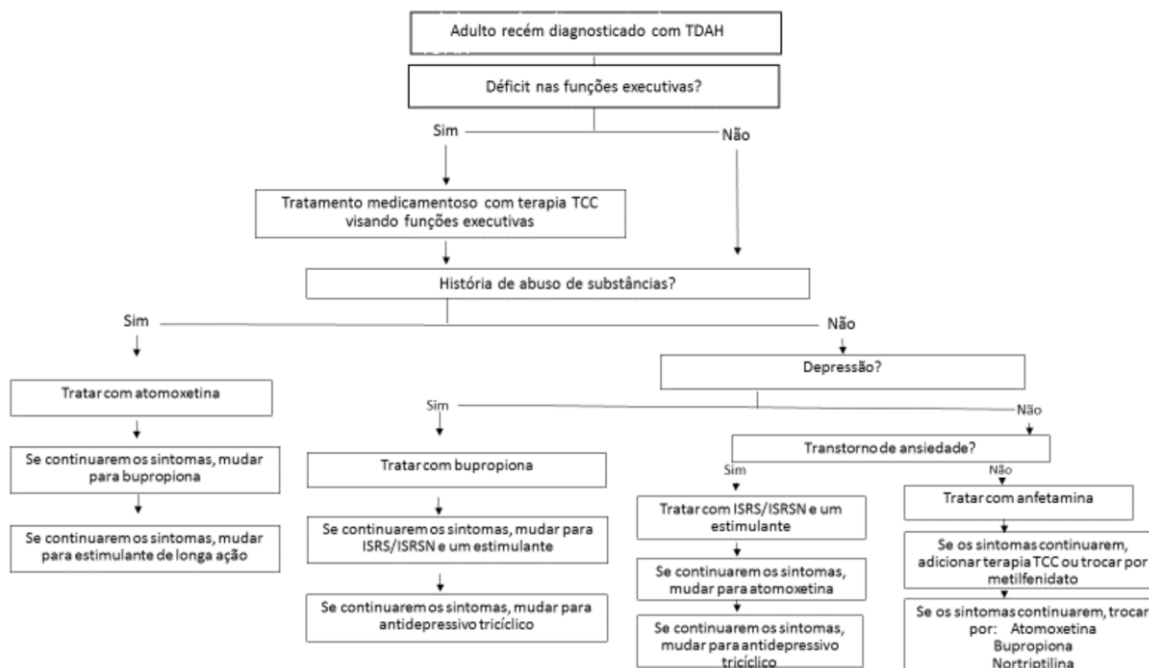 Adulto recém diagnosticado com TDAH
Déficit nas funções executivas?
Sim
Não
Tratamento medicamentoso com terapia TCC
visando funções executivas
História de abuso de substâncias?
Sim
Não
Depressão?
Tratar com atomoxetina
Sim
Não
Transtorno de ansiedade?
Se continuarem os sintomas, mudar
para bupropiona
Tratar com bupropiona
Sim
Não
Tratar com ISRS/ISRSN e um
estimulante
Tratar com anfetamina
Se continuarem os sintomas, mudar
para estimulante de longa ação
Se continuarem os sintomas, mudar para
ISRS/ISRSN e um estimulante
Se os sintomas continuarem,
adicionar terapia TCC ou trocar por
metilfenidato
Se continuarem os sintomas,
mudar para atomoxetina
Se continuarem os sintomas, mudar para
antidepressivo tricíclico
Se continuarem os sintomas,
mudar para antidepressivo
tricíclico
Se os sintomas continuarem, trocar
por: Atomoxetina
Bupropiona
Nortriptilina